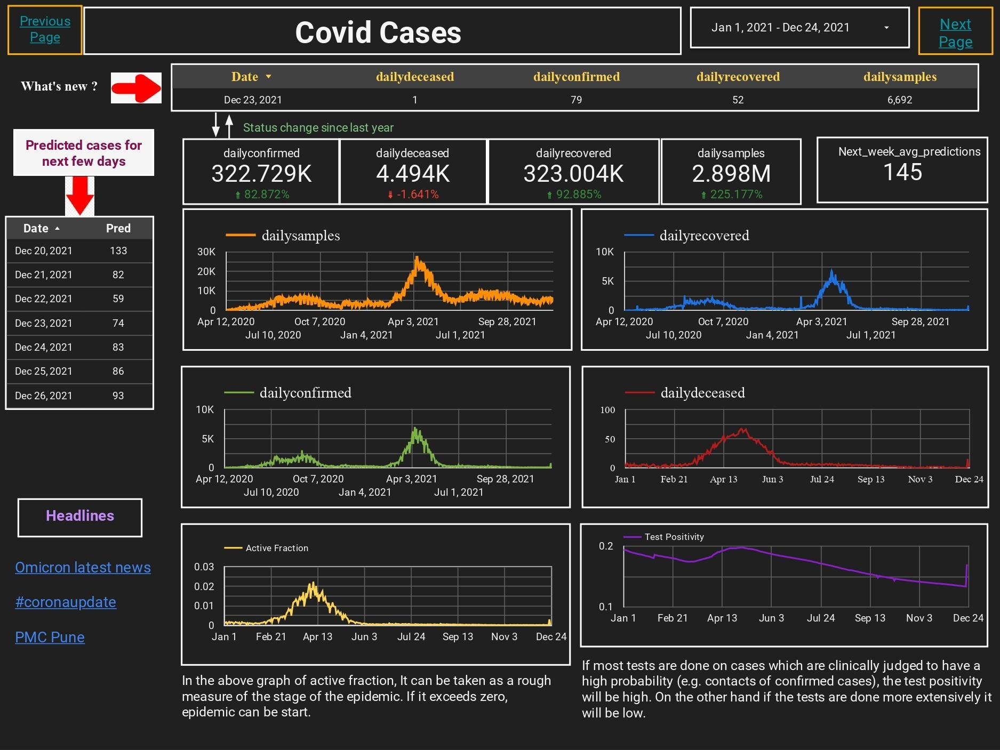 Previous
Page
Covid Cases
Jan 1, 2021 - Dec 24, 2021
Next
Page
What's new ?
Date dailydeceased dailyconfirmed dailyrecovered dailysamples
Dec 23, 2021 1 79 52 6,692
Status change since last year
Predicted cases for
next few days
dailyconfirmed
322.729K
82.872%
dailydeceased
4.494K
-1.641%
dailyrecovered
323.004K
92.885%
dailysamples
2.898M
225.177%
Next_week_avg_predictions
145
Date Pred
Dec 20, 2021 133
Dec 21, 2021 82
Dec 22, 2021 59
Dec 23, 2021 74
Dec 24, 2021 83
Dec 25, 2021 86
Dec 26, 2021 93
dailysamples
30K
20K
10K
0
Apr 12, 2020 Oct 7, 2020 Apr 3, 2021 Sep 28, 2021
Jul 10, 2020 Jan 4, 2021 Jul 1, 2021
dailyrecovered
10K
5K
0
Apr 12, 2020 Oct 7, 2020 Apr 3, 2021 Sep 28, 2021
Jul 10, 2020 Jan 4, 2021 Jul 1, 2021
dailyconfirmed
10K
5K
0
Apr 12, 2020 Oct 7, 2020 Apr 3, 2021 Sep 28, 2021
Jul 10, 2020 Jan 4, 2021 Jul 1, 2021
dailydeceased
100
50
0
Jan 1 Feb 21 Apr 13 Jun 3 Jul 24 Sep 13 Nov 3 Dec 24
Headlines
Omicron latest news
#coronaupdate
PMC Pune
Active Fraction
0.03
0.02
0.01
0
Jan 1 Feb 21 Apr 13 Jun 3 Jul 24 Sep 13 Nov 3 Dec 24
Test Positivity
0.2
0.1
Jan 1 Feb 21 Apr 13 Jun 3 Jul 24 Sep 13 Nov 3 Dec 24
In the above graph of active fraction, It can be taken as a rough
measure of the stage of the epidemic. If it exceeds zero,
epidemic can be start.
If most tests are done on cases which are clinically judged to have a
high probability (e.g. contacts of confirmed cases), the test positivity
will be high. On the other hand if the tests are done more extensively it
will be low.